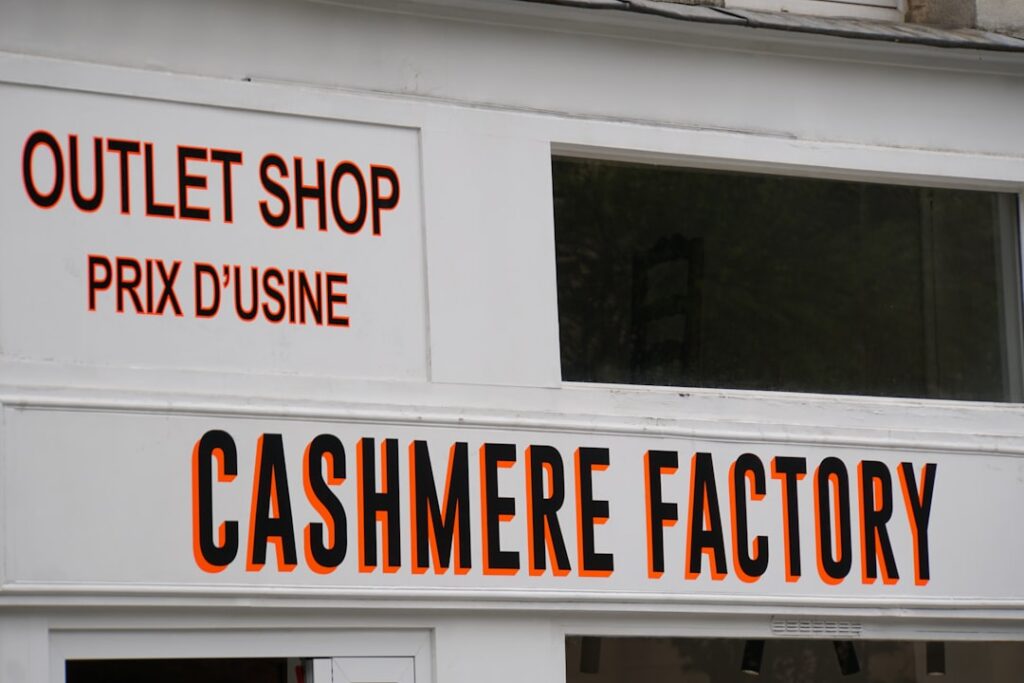 OUTLET SHOP
PRIX D'USINE
CASHMERE FACTORY